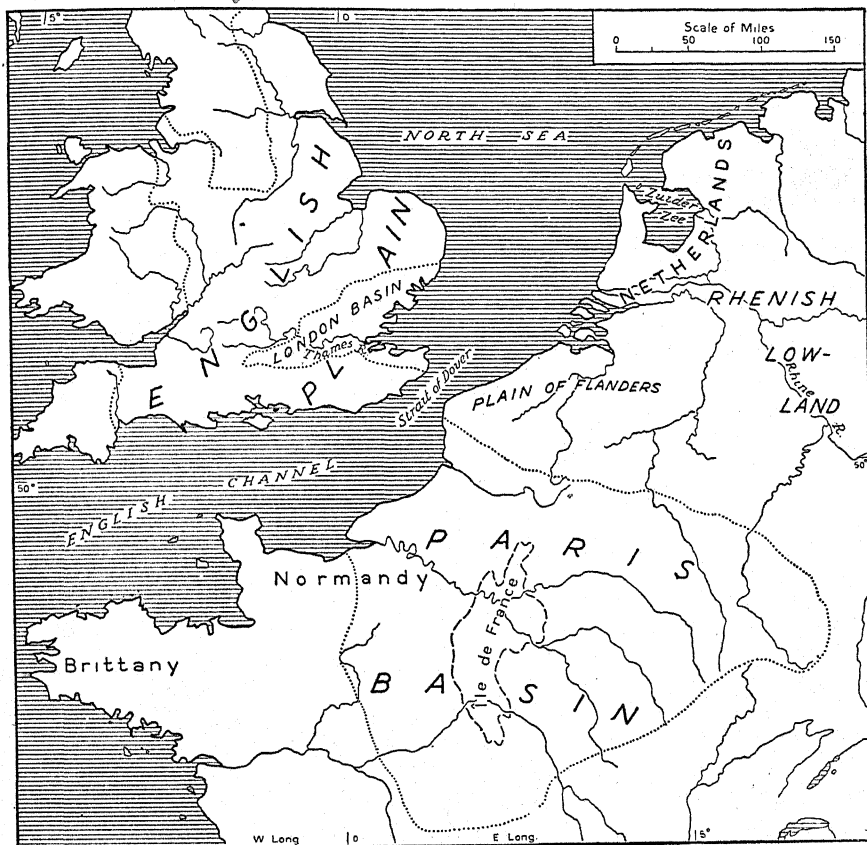 5°
0
Scale of Miles
0 50 100 150
NORTH SEA
ENGLISH
PLAIN
LONDON BASIN
Thames R.
Zuider
Zee
NETHERLANDS
RHENISH
LOW-
LAND
Rhine R.
Strait of Dover
PLAIN OF FLANDERS
50°
50°
ENGLISH CHANNEL
PARIS
BASIN
Normandy
Ile de France
Brittany
W Long
0
E Long.
5°